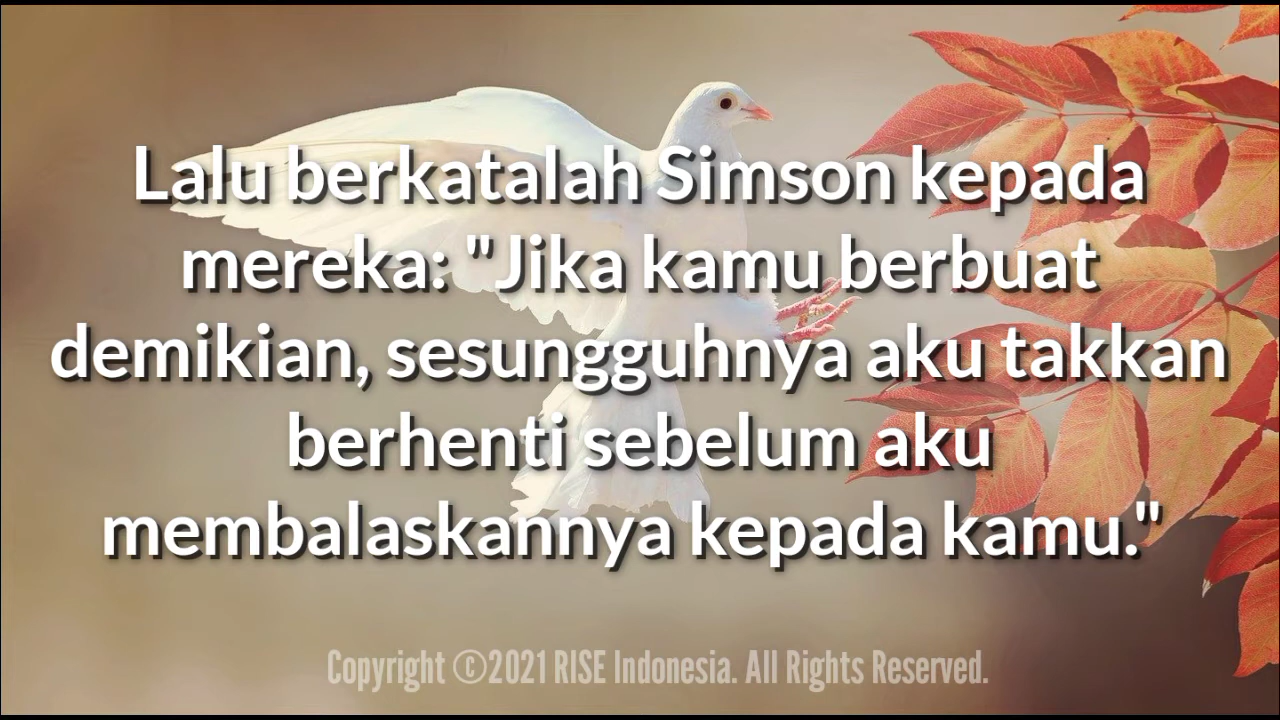 Lalu berkatalah Simson kepada
mereka: "Jika kamu berbuat
demikian, sesungguhnya aku takkan
berhenti sebelum aku
membalaskannya kepada kamu."
Copyright ©2021 RISE Indonesia. All Rights Reserved.